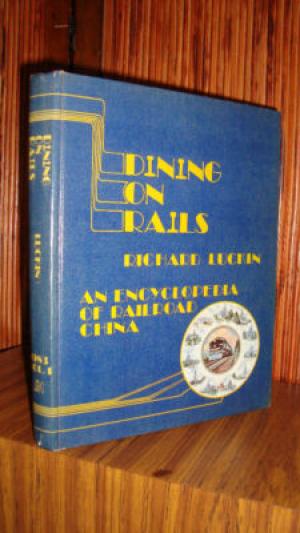 DINING
ON
RAILS
RICHARD LUCKIN
AN ENCYCLOPEDIA
OF RAILROAD
CHINA
DINING
ON
RAILS
LUCKIN